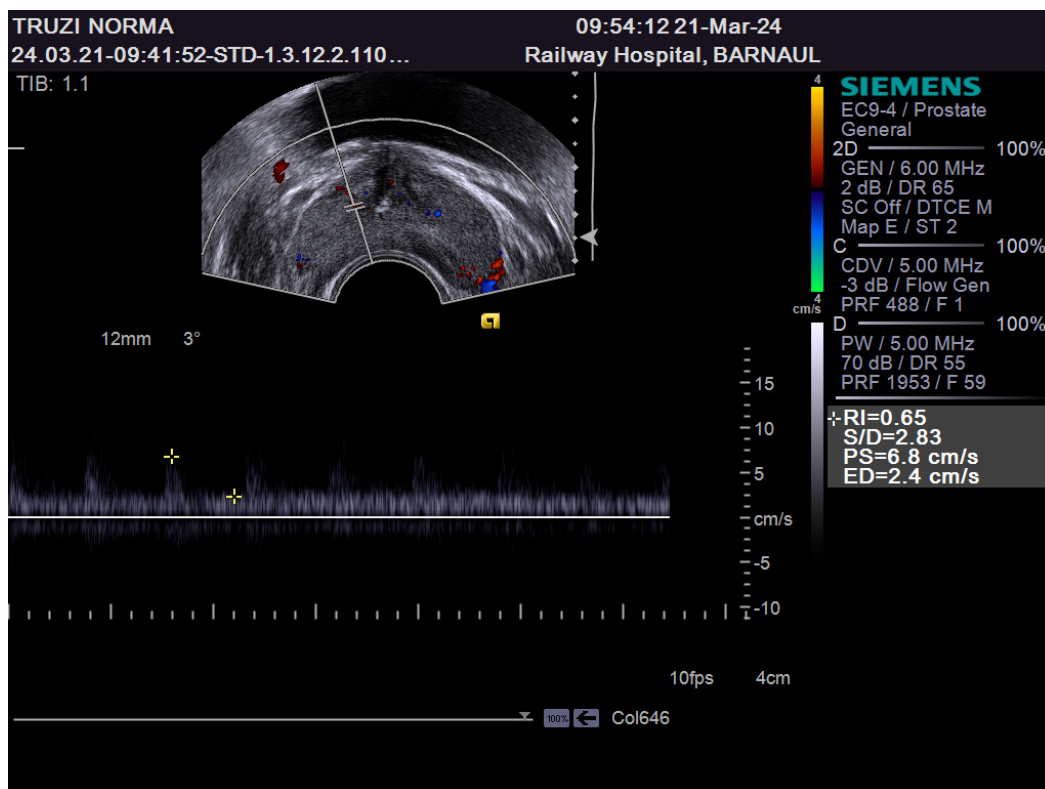 TRUZI NORMA
09:54:12 21-Mar-24
24.03.21-09:41:52-STD-1.3.12.2.110...
Railway Hospital, BARNAUL
TIB: 1.1
4
cm/s 4
SIEMENS
EC9-4 / Prostate
General
2D 100%
GEN / 6.00 MHz
2 dB / DR 65
SC Off / DTCE M
Map E / ST 2
C 100%
CDV / 5.00 MHz
-3 dB / Flow Gen
PRF 488 / F 1
D 100%
PW / 5.00 MHz
70 dB / DR 55
PRF 1953 / F 59
RI=0.65
S/D=2.83
PS=6.8 cm/s
ED=2.4 cm/s
12mm 3°
15
10
5
cm/s
-5
-10
10fps 4cm
100% Col646